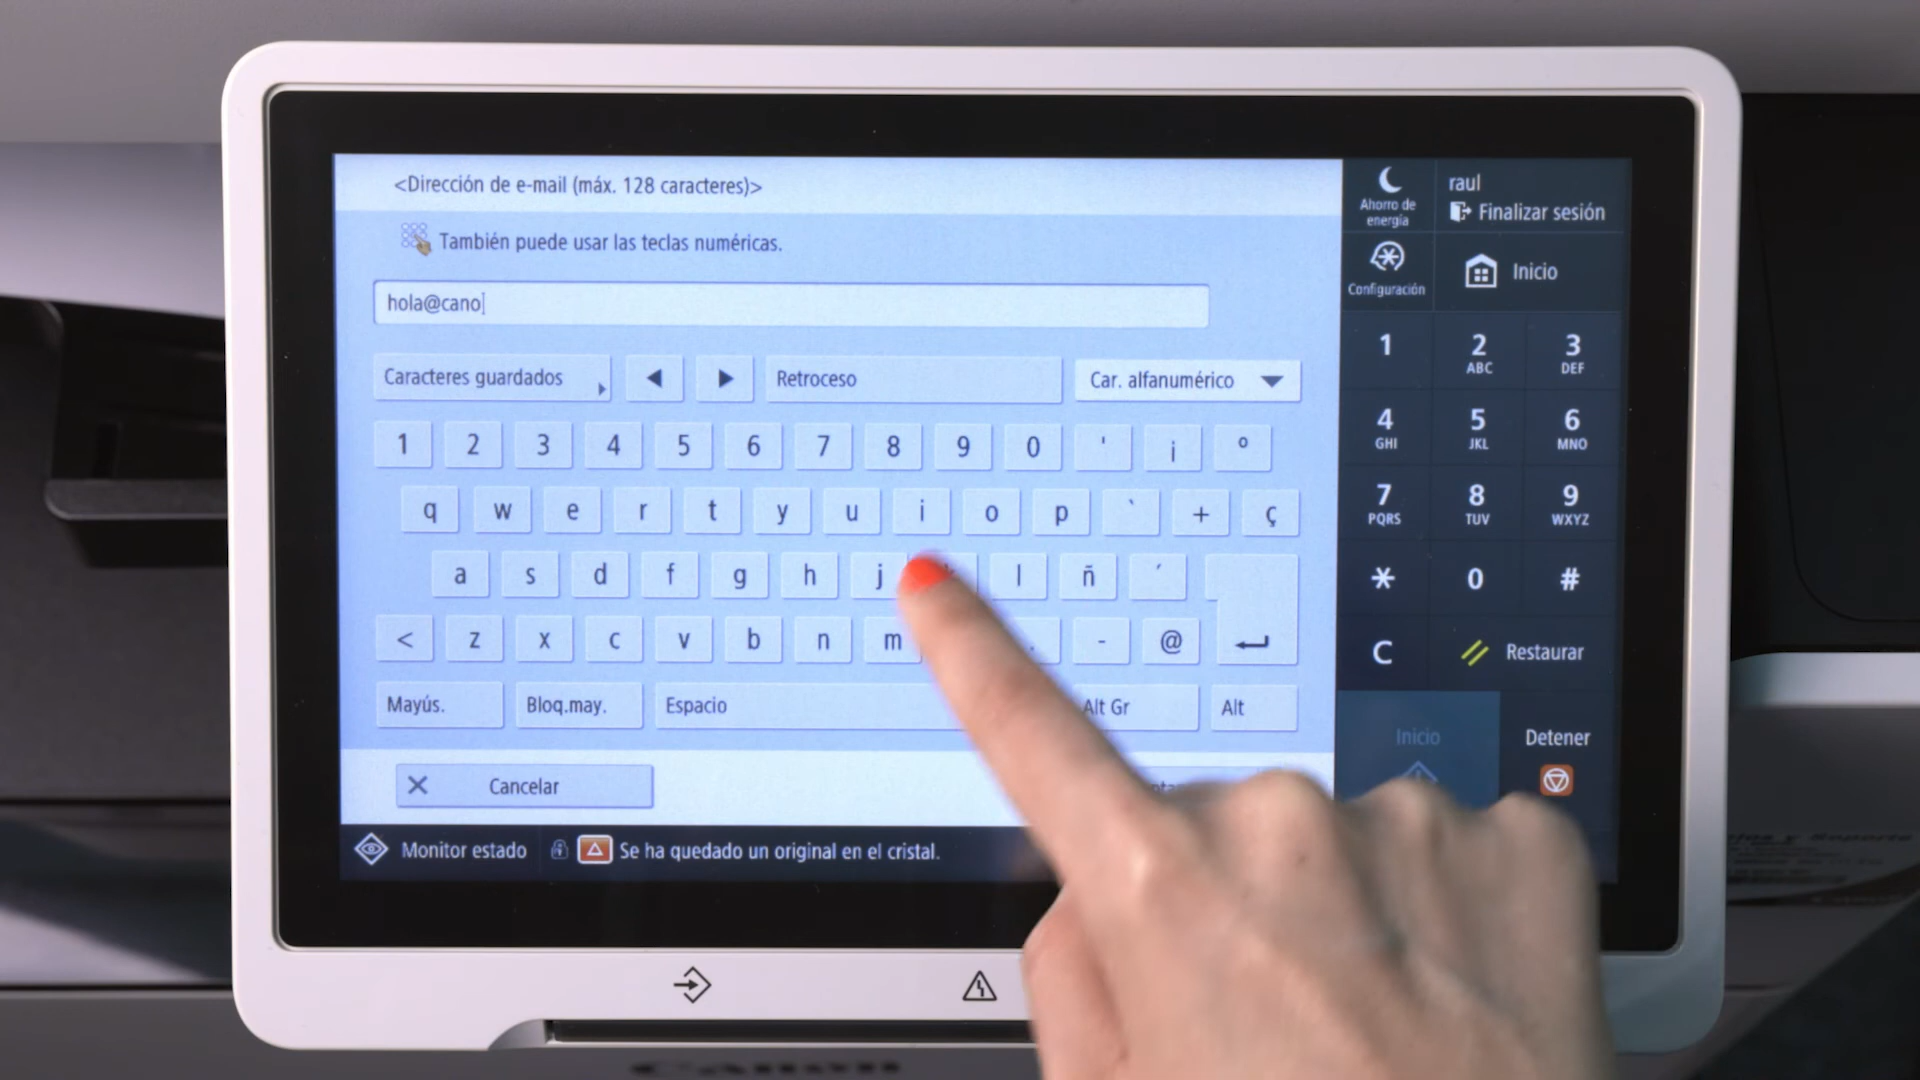 <Dirección de e-mail (máx. 128 caracteres)>
También puede usar las teclas numéricas.
hola@cano
Caracteres guardados
Retroceso
Car. alfanumérico
1 2 3 4 5 6 7 8 9 0 ' ¡ º
q w e r t y u i o p ` + ç
a s d f g h j l ñ ´
< z x c v b n m . - @
Mayús.
Bloq.may.
Espacio
Alt Gr
Alt
Cancelar
Monitor estado
Se ha quedado un original en el cristal.
Ahorro de
energía
raul
Finalizar sesión
Configuración
Inicio
1 2 3
ABC DEF
4 5 6
GHI JKL MNO
7 8 9
PQRS TUV WXYZ
* 0 #
C
Restaurar
Inicio
Detener